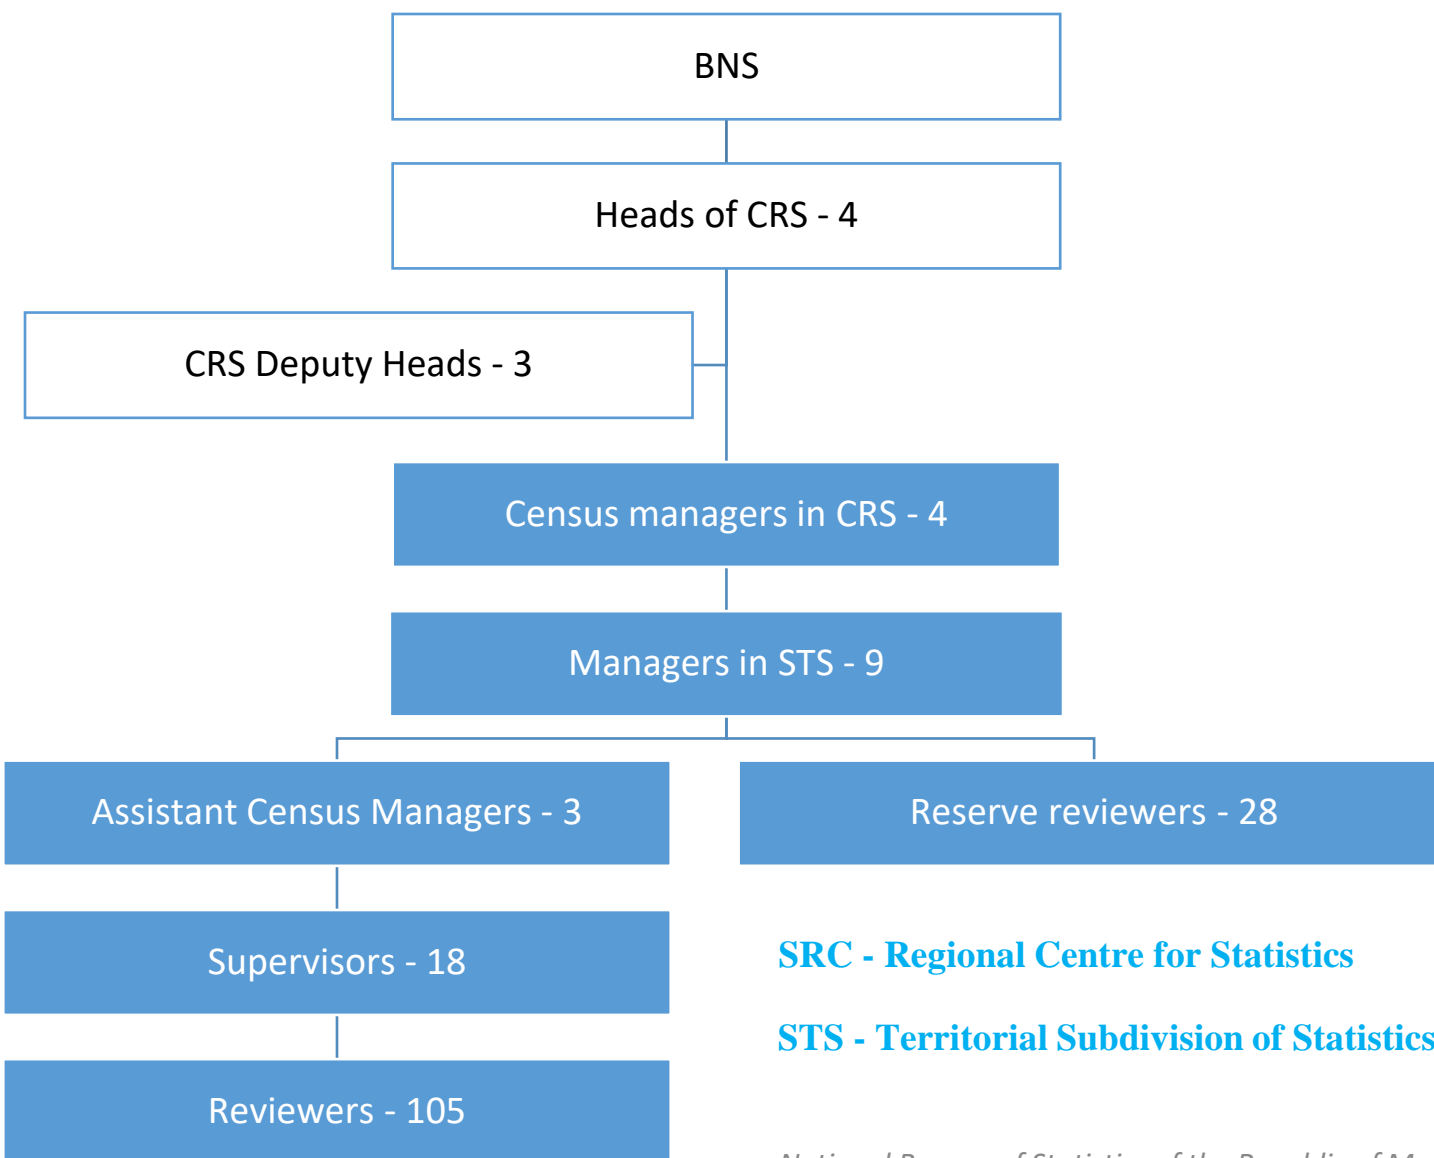 BNS
Heads of CRS - 4
CRS Deputy Heads - 3
Census managers in CRS - 4
Managers in STS - 9
Assistant Census Managers - 3
Reserve reviewers - 28
Supervisors - 18
SRC - Regional Centre for Statistics
STS - Territorial Subdivision of Statistics
Reviewers - 105